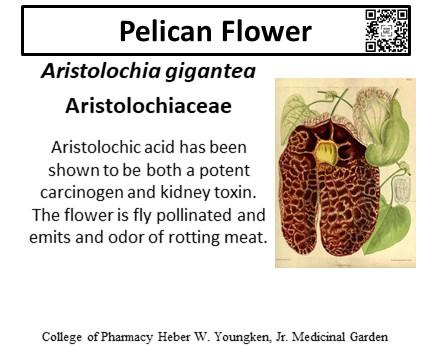 Pelican Flower
Aristolochia gigantea
Aristolochiaceae
Aristolochic acid has been
shown to be both a potent
carcinogen and kidney toxin.
The flower is fly pollinated and
emits and odor of rotting meat.
College of Pharmacy Heber W. Youngken, Jr. Medicinal Garden